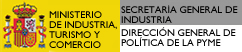 MINISTERIO
DE INDUSTRIA,
TURISMO Y
COMERCIO
SECRETARÍA GENERAL DE
INDUSTRIA
DIRECCIÓN GENERAL DE
POLÍTICA DE LA PYME